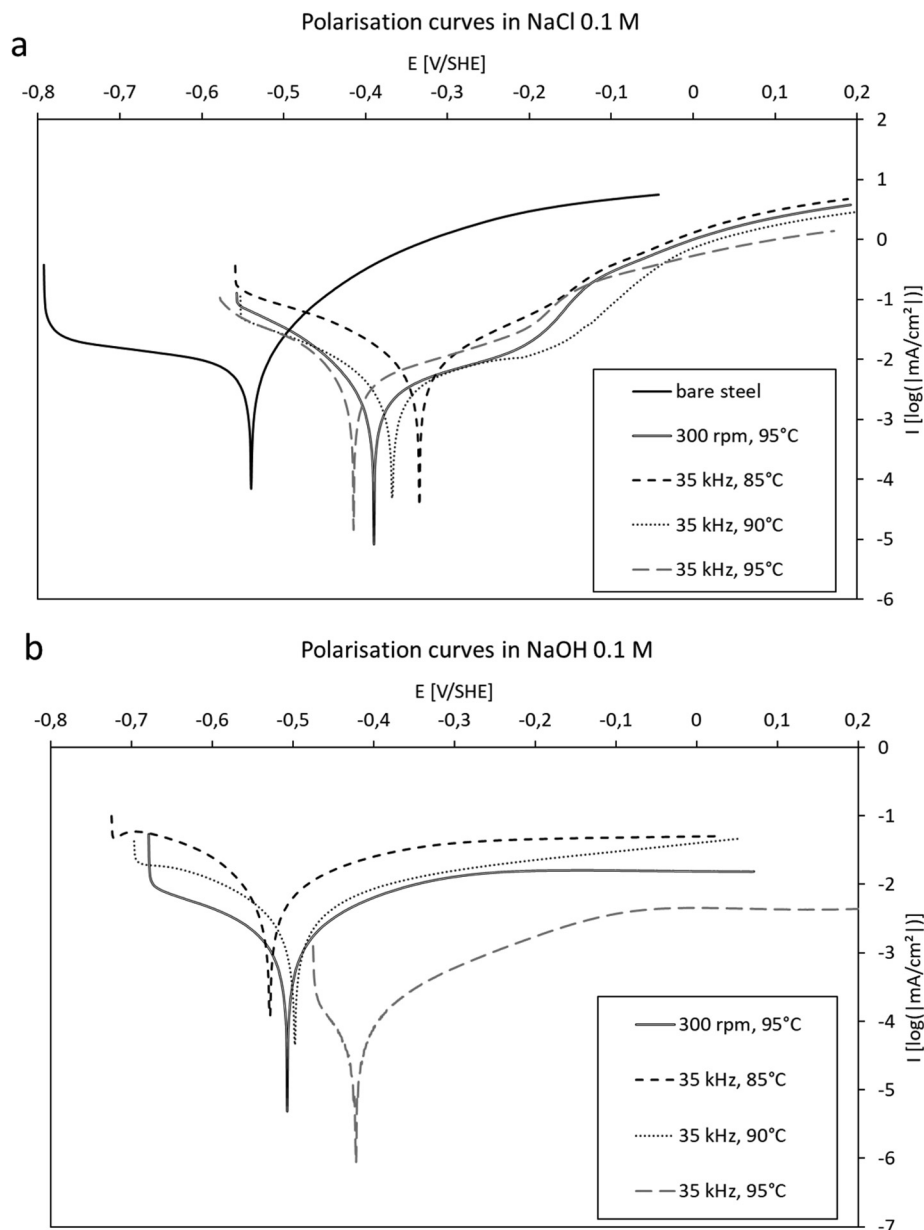 Polarisation curves in NaCl 0.1 M
a
E [V/SHE]
-0,8 -0,7 -0,6 -0,5 -0,4 -0,3 -0,2 -0,1 0 0,1 0,2
2
1
0
-1
-2
-3
-4
-5
-6
I [log(|mA/cm²|)]
bare steel
300 rpm, 95°C
35 kHz, 85°C
35 kHz, 90°C
35 kHz, 95°C
b
Polarisation curves in NaOH 0.1 M
E [V/SHE]
-0,8 -0,7 -0,6 -0,5 -0,4 -0,3 -0,2 -0,1 0 0,1 0,2
0
-1
-2
-3
-4
-5
-6
-7
I [log(|mA/cm²|)]
300 rpm, 95°C
35 kHz, 85°C
35 kHz, 90°C
35 kHz, 95°C